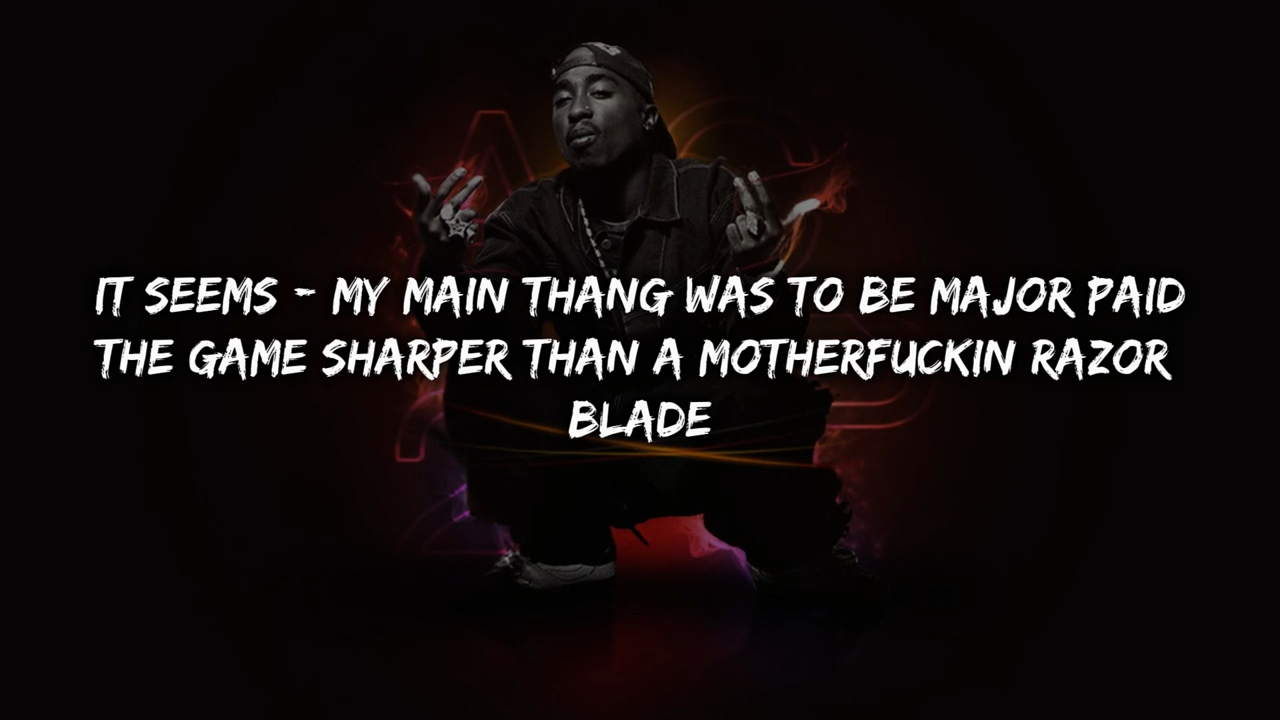 IT SEEMS - MY MAIN THANG WAS TO BE MAJOR PAID
THE GAME SHARPER THAN A MOTHERFUCKIN RAZOR
BLADE